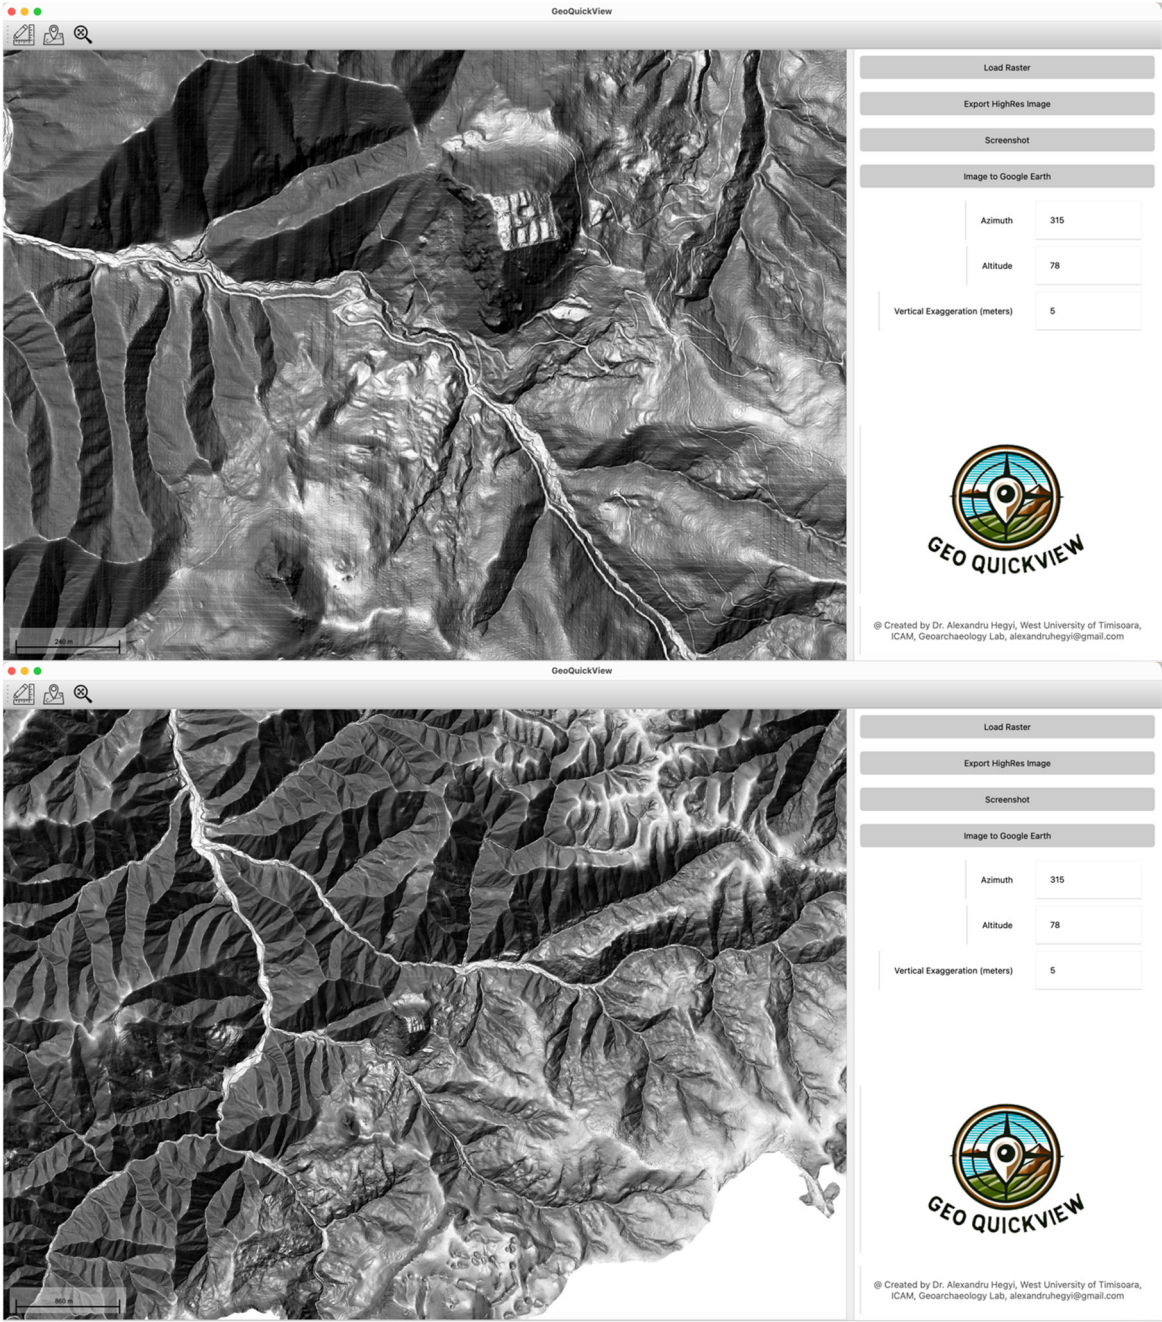 GeoQuickView
Load Raster
Export HighRes Image
Screenshot
Image to Google Earth
Azimuth 315
Altitude 78
Vertical Exaggeration (meters) 5
GEO QUICKVIEW
@ Created by Dr. Alexandru Hegyi, West University of Timisoara,
ICAM, Geoarchaeology Lab, alexandruhegyi@gmail.com
240 m
GeoQuickView
Load Raster
Export HighRes Image
Screenshot
Image to Google Earth
Azimuth 315
Altitude 78
Vertical Exaggeration (meters) 5
GEO QUICKVIEW
@ Created by Dr. Alexandru Hegyi, West University of Timisoara,
ICAM, Geoarchaeology Lab, alexandruhegyi@gmail.com
860 m